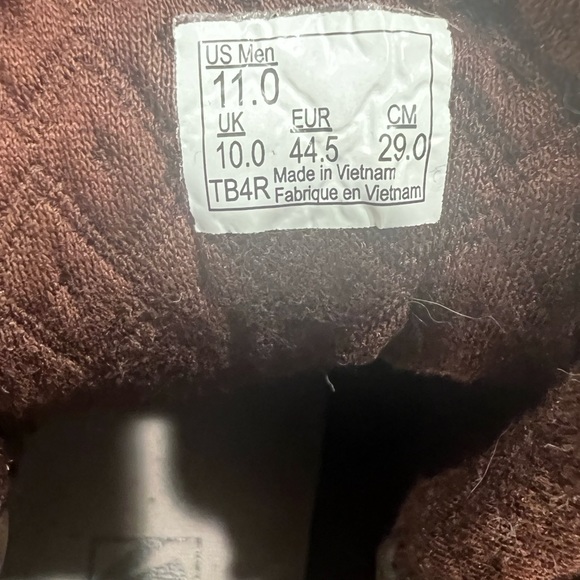 US Men
11.0
UK EUR CM
10.0 44.5 29.0
TB4R Made in Vietnam
Fabrique en Vietnam